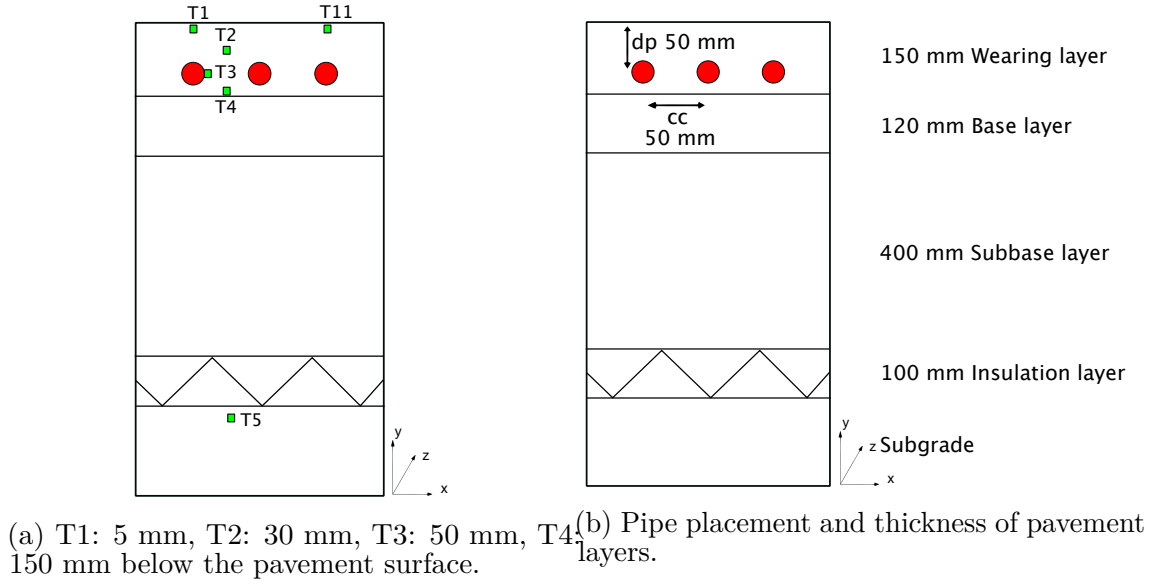 T1
T11
T2
T3
T4
T5
y
z
x
(a) T1: 5 mm, T2: 30 mm, T3: 50 mm, T4:
150 mm below the pavement surface.
dp 50 mm
cc
50 mm
150 mm Wearing layer
120 mm Base layer
400 mm Subbase layer
100 mm Insulation layer
Subgrade
y
z
x
(b) Pipe placement and thickness of pavement
layers.